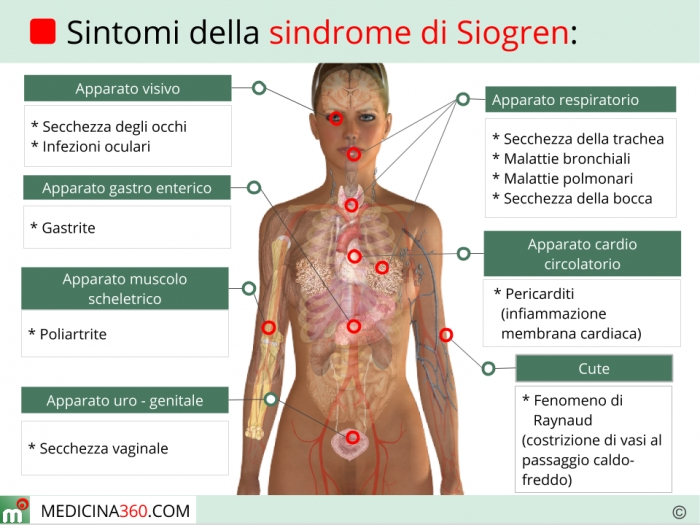 Sintomi della sindrome di Siogren:
Apparato visivo
* Secchezza degli occhi
* Infezioni oculari
Apparato gastro enterico
* Gastrite
Apparato muscolo
scheletrico
* Poliartrite
Apparato uro - genitale
* Secchezza vaginale
Apparato respiratorio
* Secchezza della trachea
* Malattie bronchiali
* Malattie polmonari
* Secchezza della bocca
Apparato cardio
circolatorio
* Pericarditi
(infiammazione
membrana cardiaca)
Cute
* Fenomeno di
Raynaud
(costrizione di vasi al
passaggio caldo-
freddo)
m
MEDICINA360.COM
©